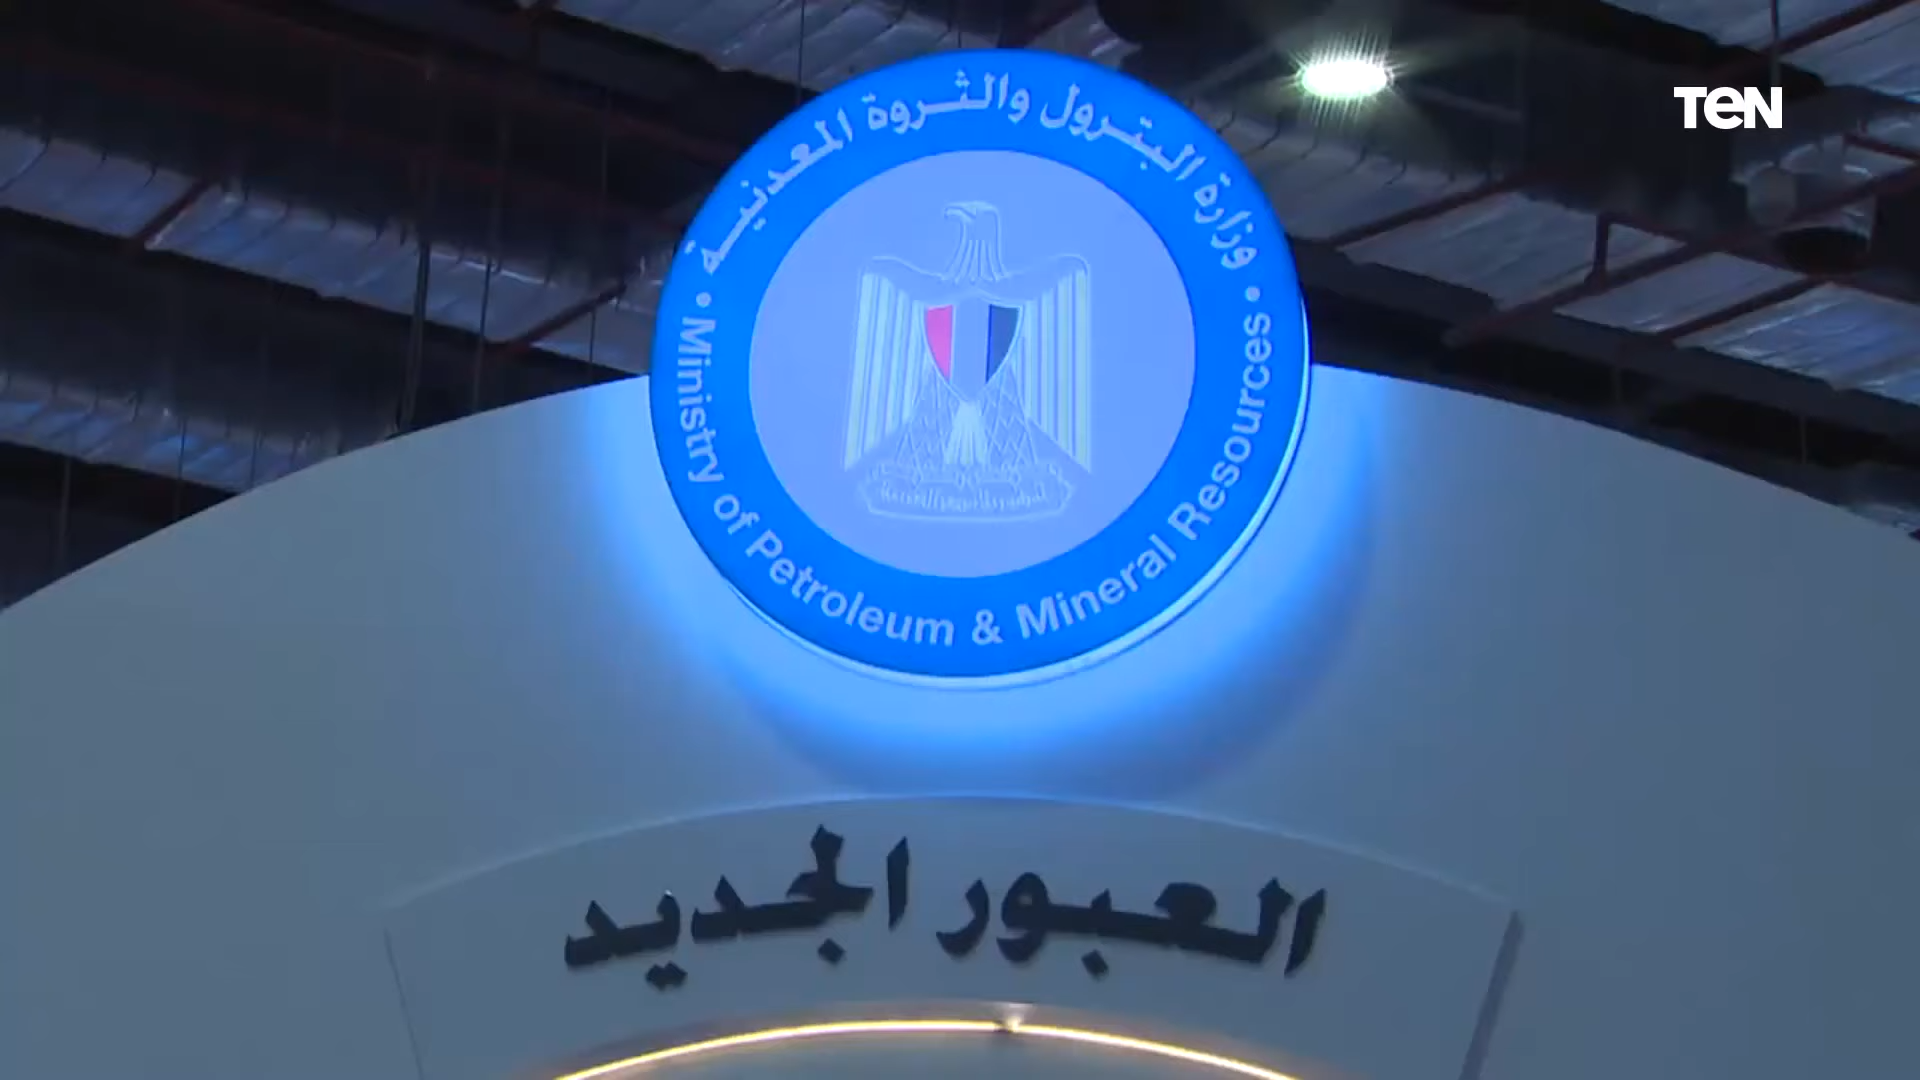 TeN
وزارة البترول والثروة المعدنية
Ministry of Petroleum & Mineral Resources
العبور الجديد